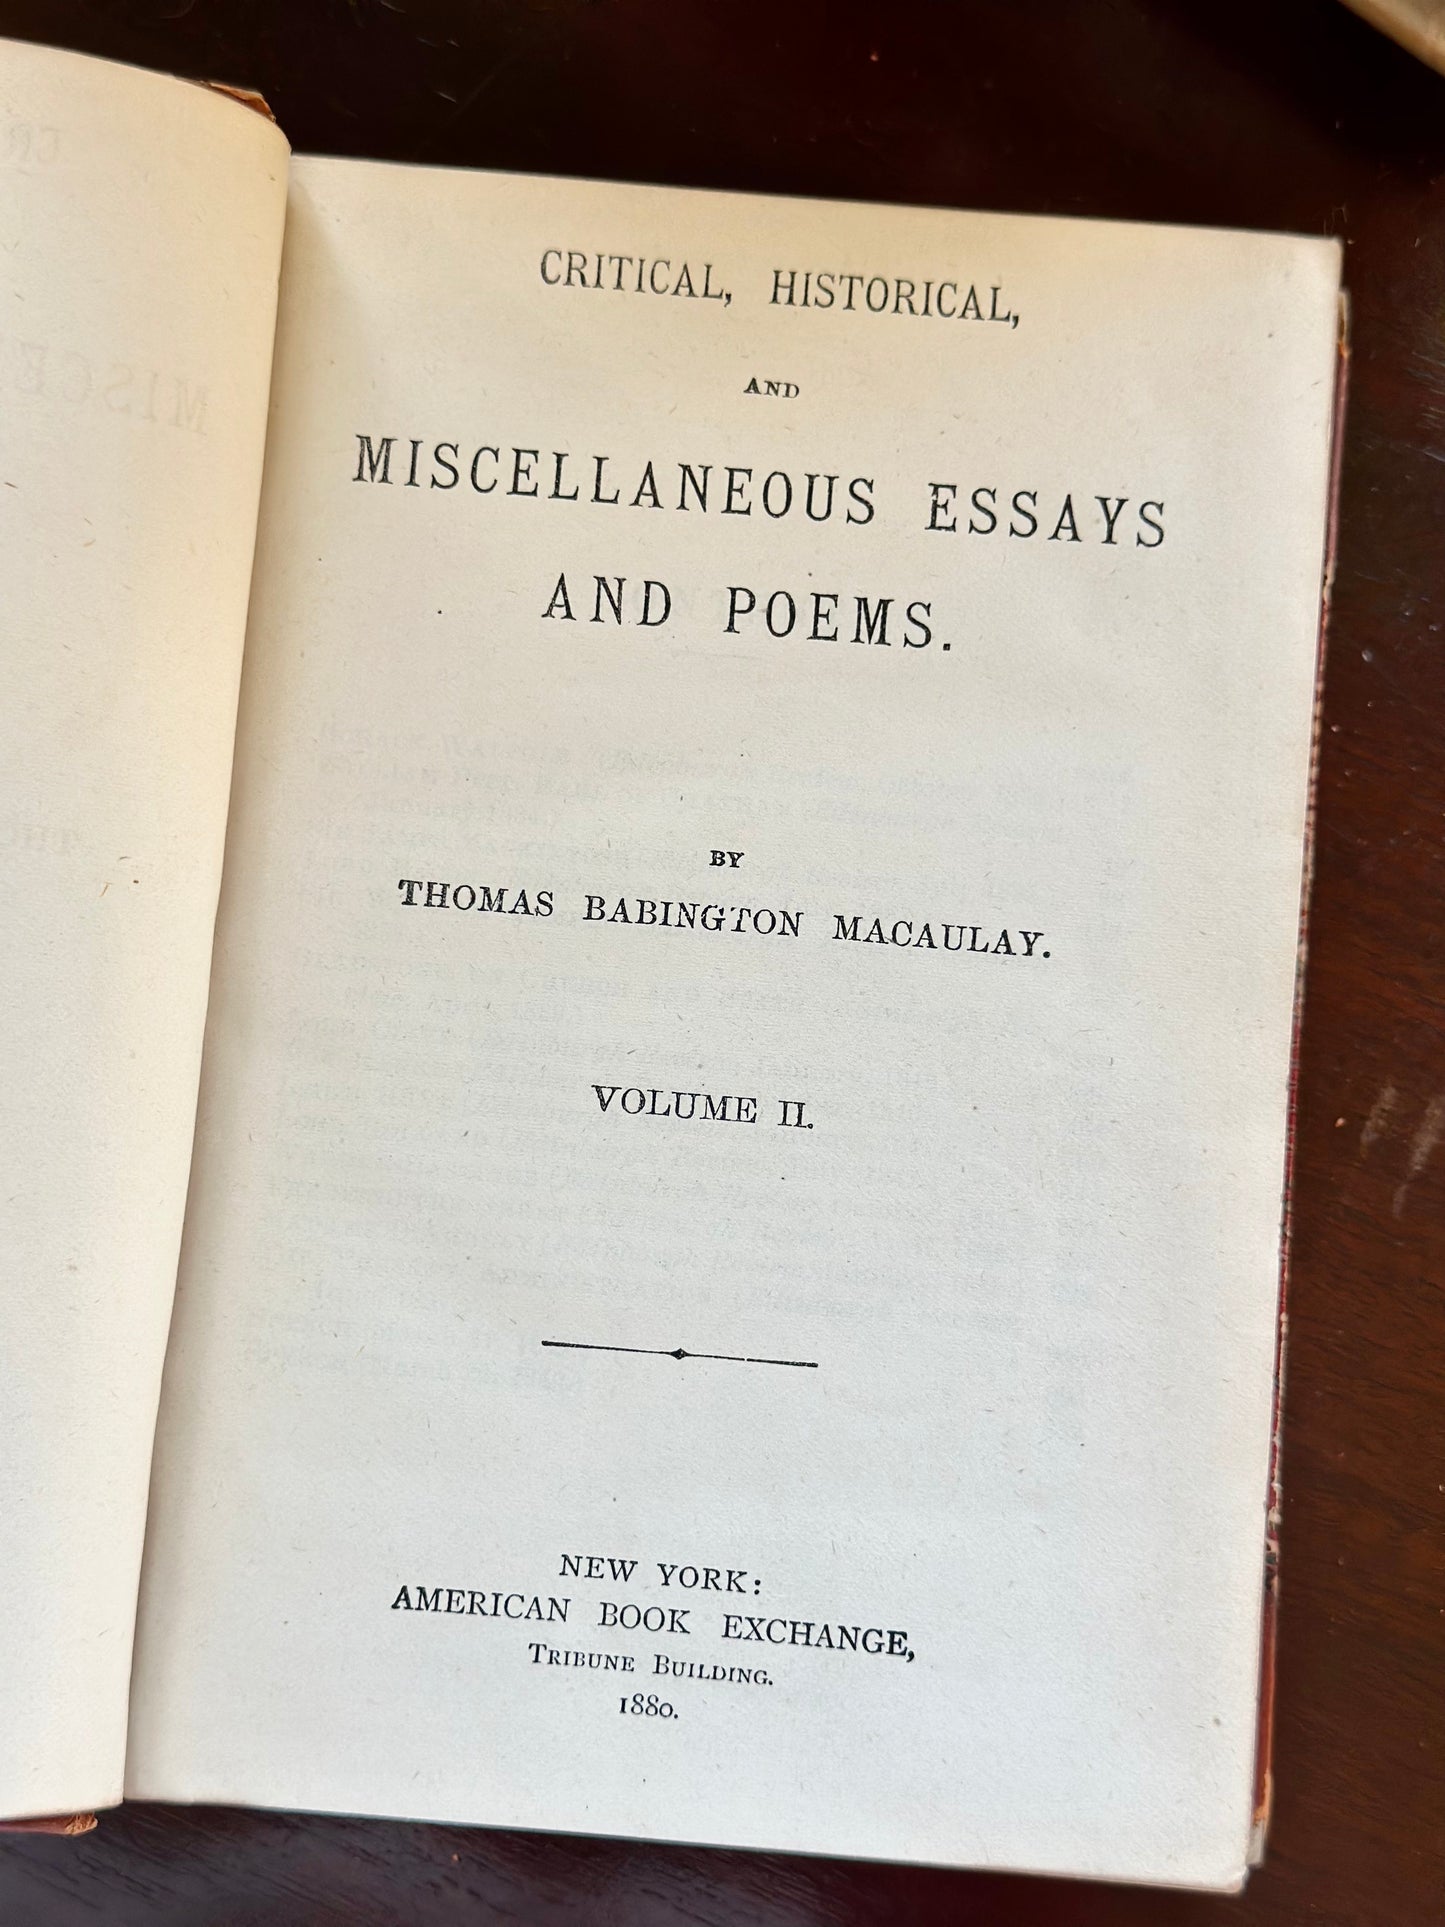 CRITICAL, HISTORICAL,
AND
MISCELLANEOUS ESSAYS
AND POEMS.
BY
THOMAS BABINGTON MACAULAY.
VOLUME II.
NEW YORK:
AMERICAN BOOK EXCHANGE,
TRIBUNE BUILDING.
1880.